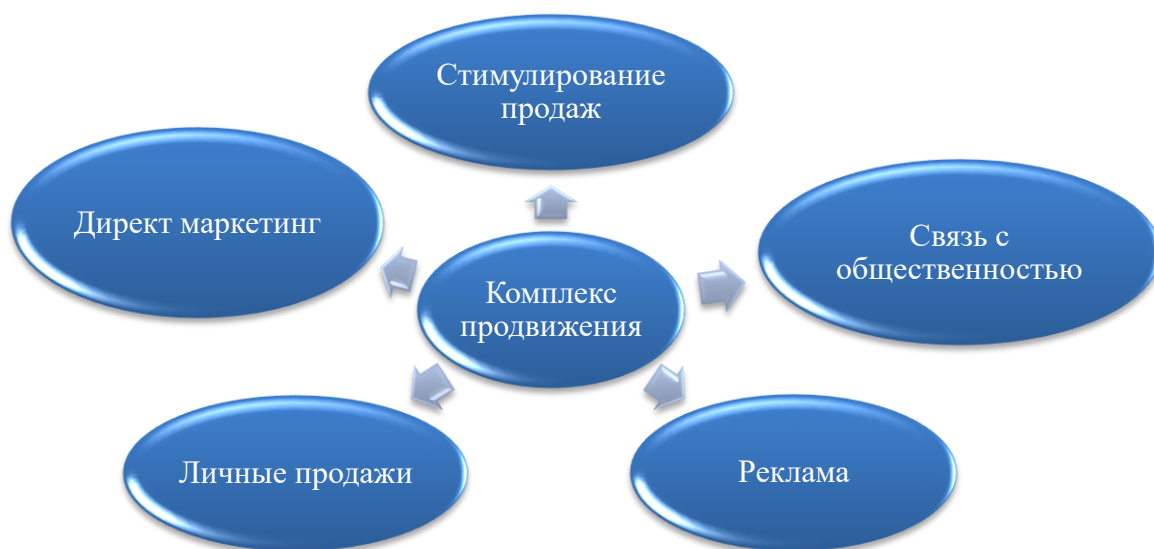 Стимулирование
продаж
Директ маркетинг
Связь с
общественностью
Комплекс
продвижения
Личные продажи
Реклама